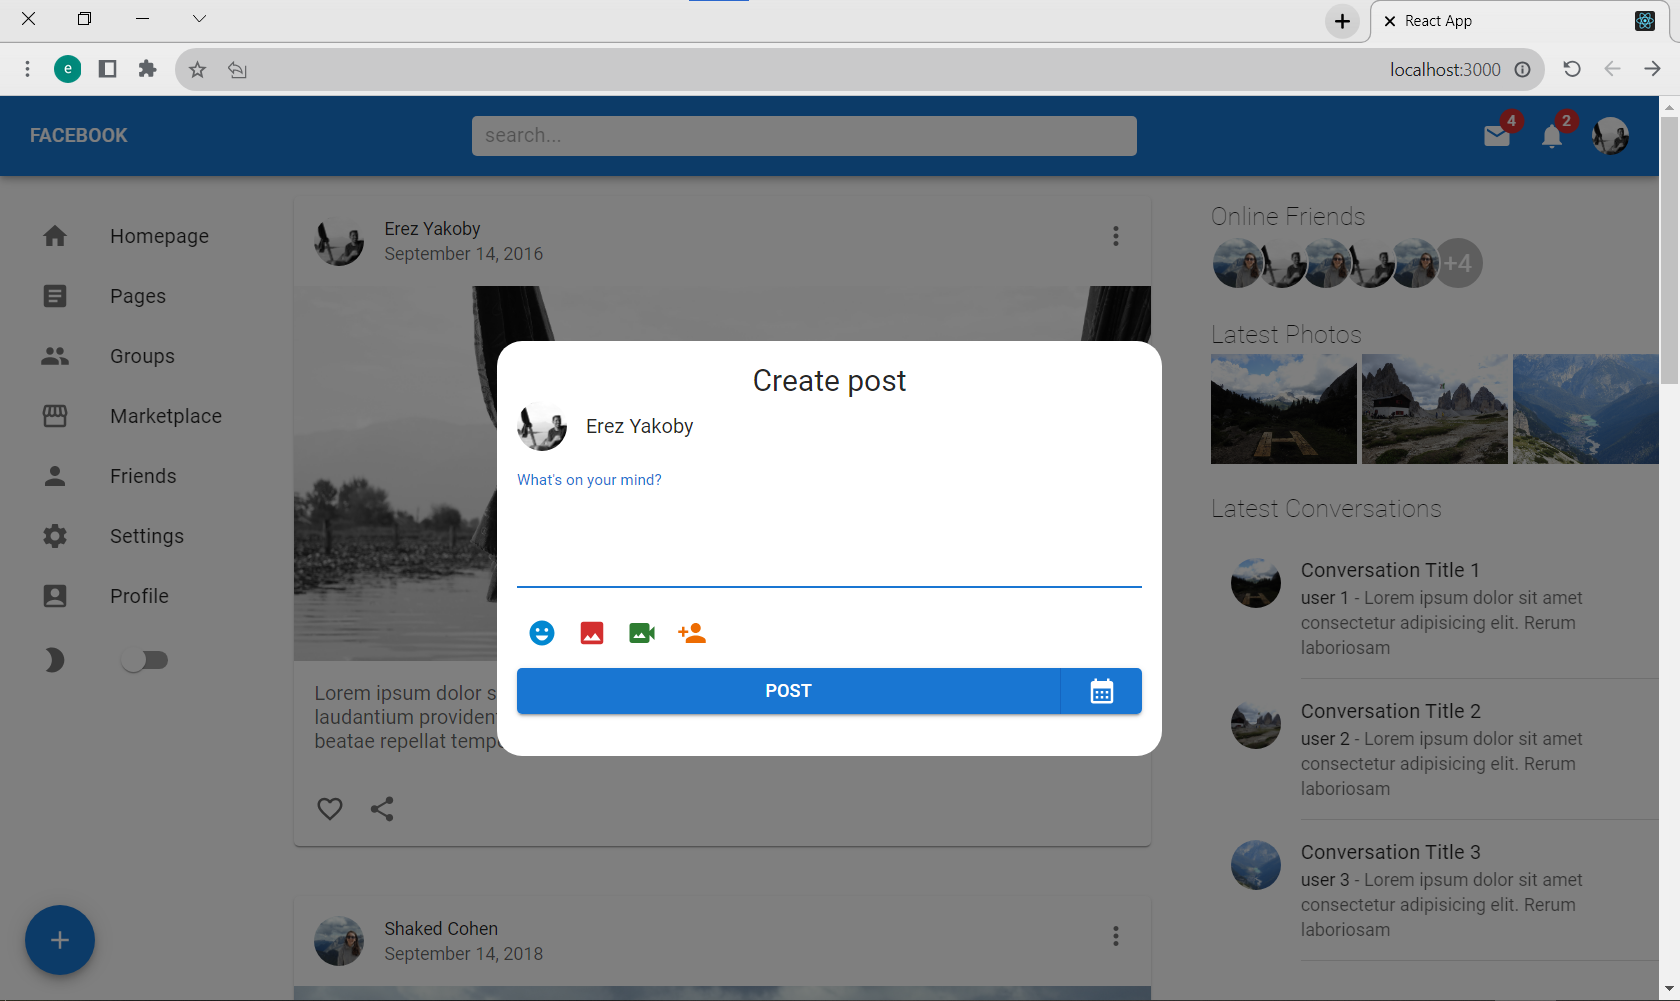 React App
e
localhost:3000
FACEBOOK
search...
4
2
Homepage
Pages
Groups
Marketplace
Friends
Settings
Profile
Erez Yakoby
September 14, 2016
Lorem ipsum dolor s
laudantium providen
beatae repellat temp
Create post
Erez Yakoby
What's on your mind?
POST
Shaked Cohen
September 14, 2018
Online Friends
+4
Latest Photos
Latest Conversations
Conversation Title 1
user 1 - Lorem ipsum dolor sit amet
consectetur adipisicing elit. Rerum
laboriosam
Conversation Title 2
user 2 - Lorem ipsum dolor sit amet
consectetur adipisicing elit. Rerum
laboriosam
Conversation Title 3
user 3 - Lorem ipsum dolor sit amet
consectetur adipisicing elit. Rerum
laboriosam